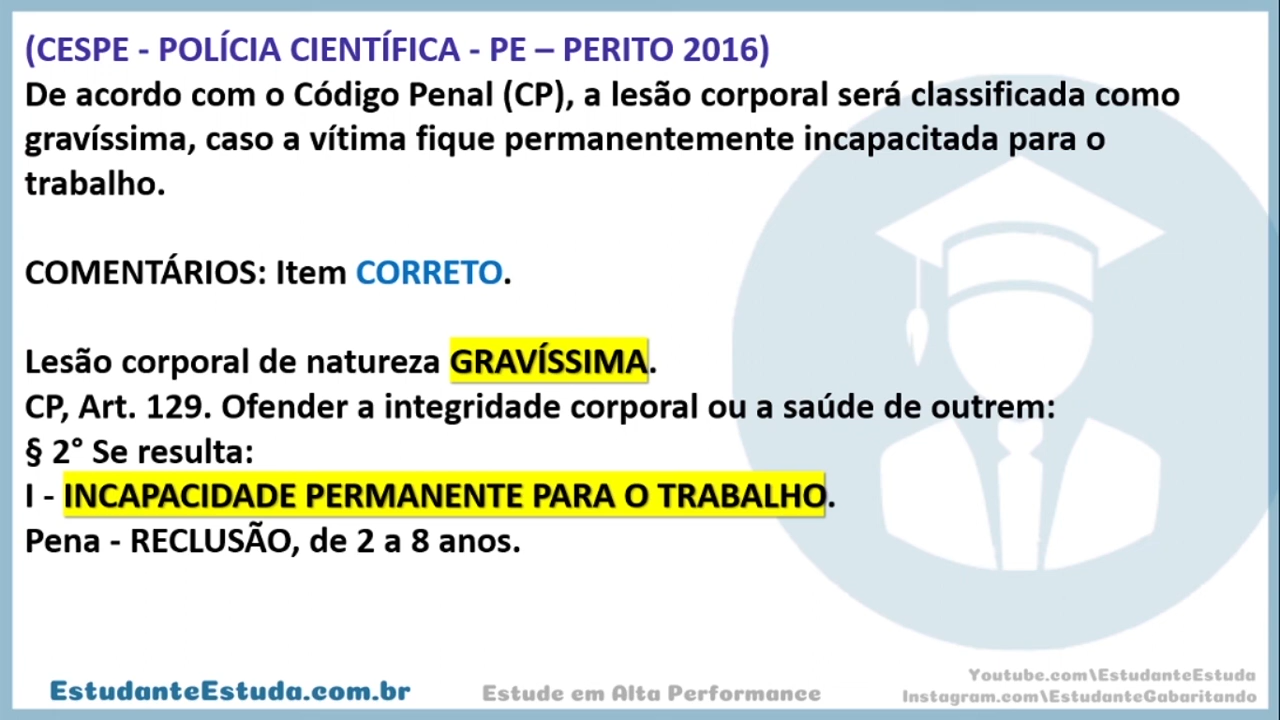 (CESPE - POLÍCIA CIENTÍFICA - PE – PERITO 2016)
De acordo com o Código Penal (CP), a lesão corporal será classificada como
gravíssima, caso a vítima fique permanentemente incapacitada para o
trabalho.
COMENTÁRIOS: Item CORRETO.
Lesão corporal de natureza GRAVÍSSIMA.
CP, Art. 129. Ofender a integridade corporal ou a saúde de outrem:
§ 2° Se resulta:
I - INCAPACIDADE PERMANENTE PARA O TRABALHO.
Pena - RECLUSÃO, de 2 a 8 anos.
EstudanteEstuda.com.br
Estude em Alta Performance
Youtube.com\EstudanteEstuda
Instagram.com\EstudanteGabaritando